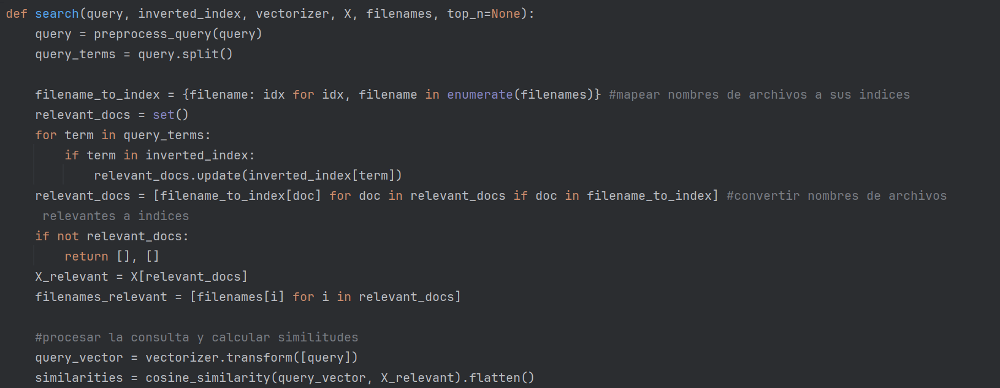 def search(query, inverted_index, vectorizer, X, filenames, top_n=None):
    query = preprocess_query(query)
    query_terms = query.split()

    filename_to_index = {filename: idx for idx, filename in enumerate(filenames)} #mapear nombres de archivos a sus indices
    relevant_docs = set()
    for term in query_terms:
        if term in inverted_index:
            relevant_docs.update(inverted_index[term])
    relevant_docs = [filename_to_index[doc] for doc in relevant_docs if doc in filename_to_index] #convertir nombres de archivos
     relevantes a indices
    if not relevant_docs:
        return [], []
    X_relevant = X[relevant_docs]
    filenames_relevant = [filenames[i] for i in relevant_docs]

    #procesar la consulta y calcular similitudes
    query_vector = vectorizer.transform([query])
    similarities = cosine_similarity(query_vector, X_relevant).flatten()